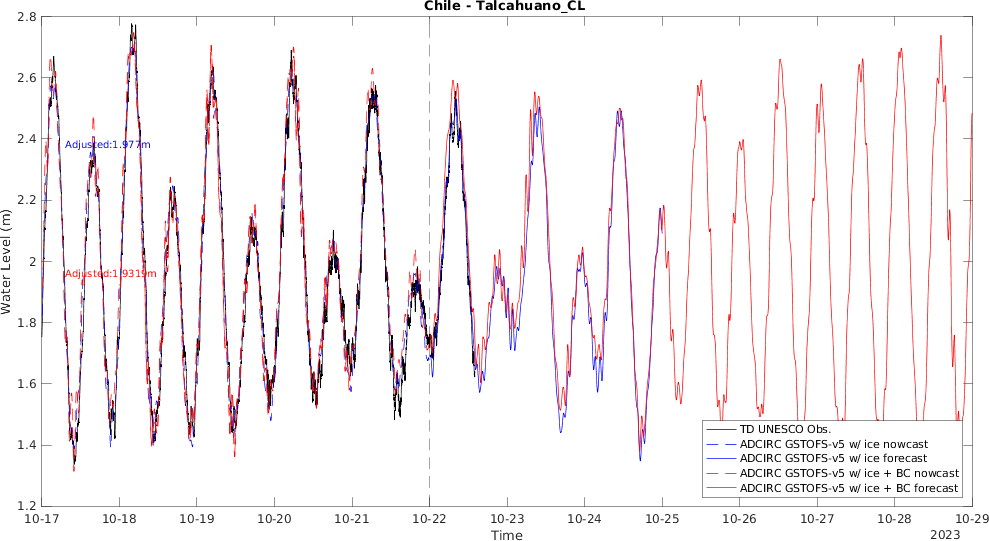 Chile - Talcahuano_CL
2.8
2.6
2.4
2.2
2
1.8
1.6
1.4
1.2
Water Level (m)
Adjusted:1.977m
Adjusted:1.9319m
TD UNESCO Obs.
ADCIRC GSTOFS-v5 w/ ice nowcast
ADCIRC GSTOFS-v5 w/ ice forecast
ADCIRC GSTOFS-v5 w/ ice + BC nowcast
ADCIRC GSTOFS-v5 w/ ice + BC forecast
10-17 10-18 10-19 10-20 10-21 10-22 10-23 10-24 10-25 10-26 10-27 10-28 10-29
Time
2023